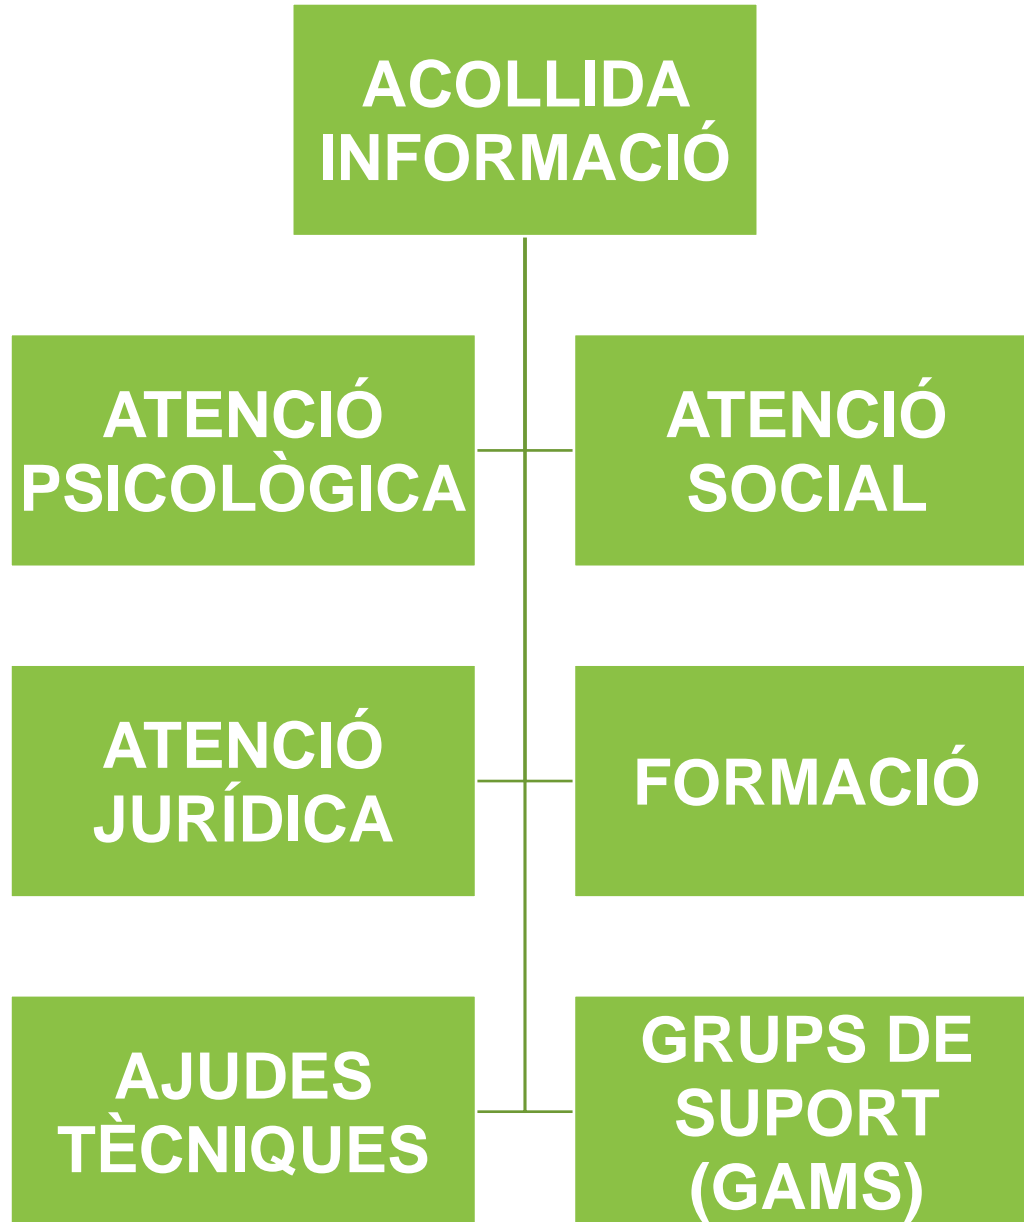 ACOLLIDA
INFORMACIÓ
ATENCIÓ
PSICOLÒGICA
ATENCIÓ
SOCIAL
ATENCIÓ
JURÍDICA
FORMACIÓ
AJUDES
TÈCNIQUES
GRUPS DE
SUPORT
(GAMS)